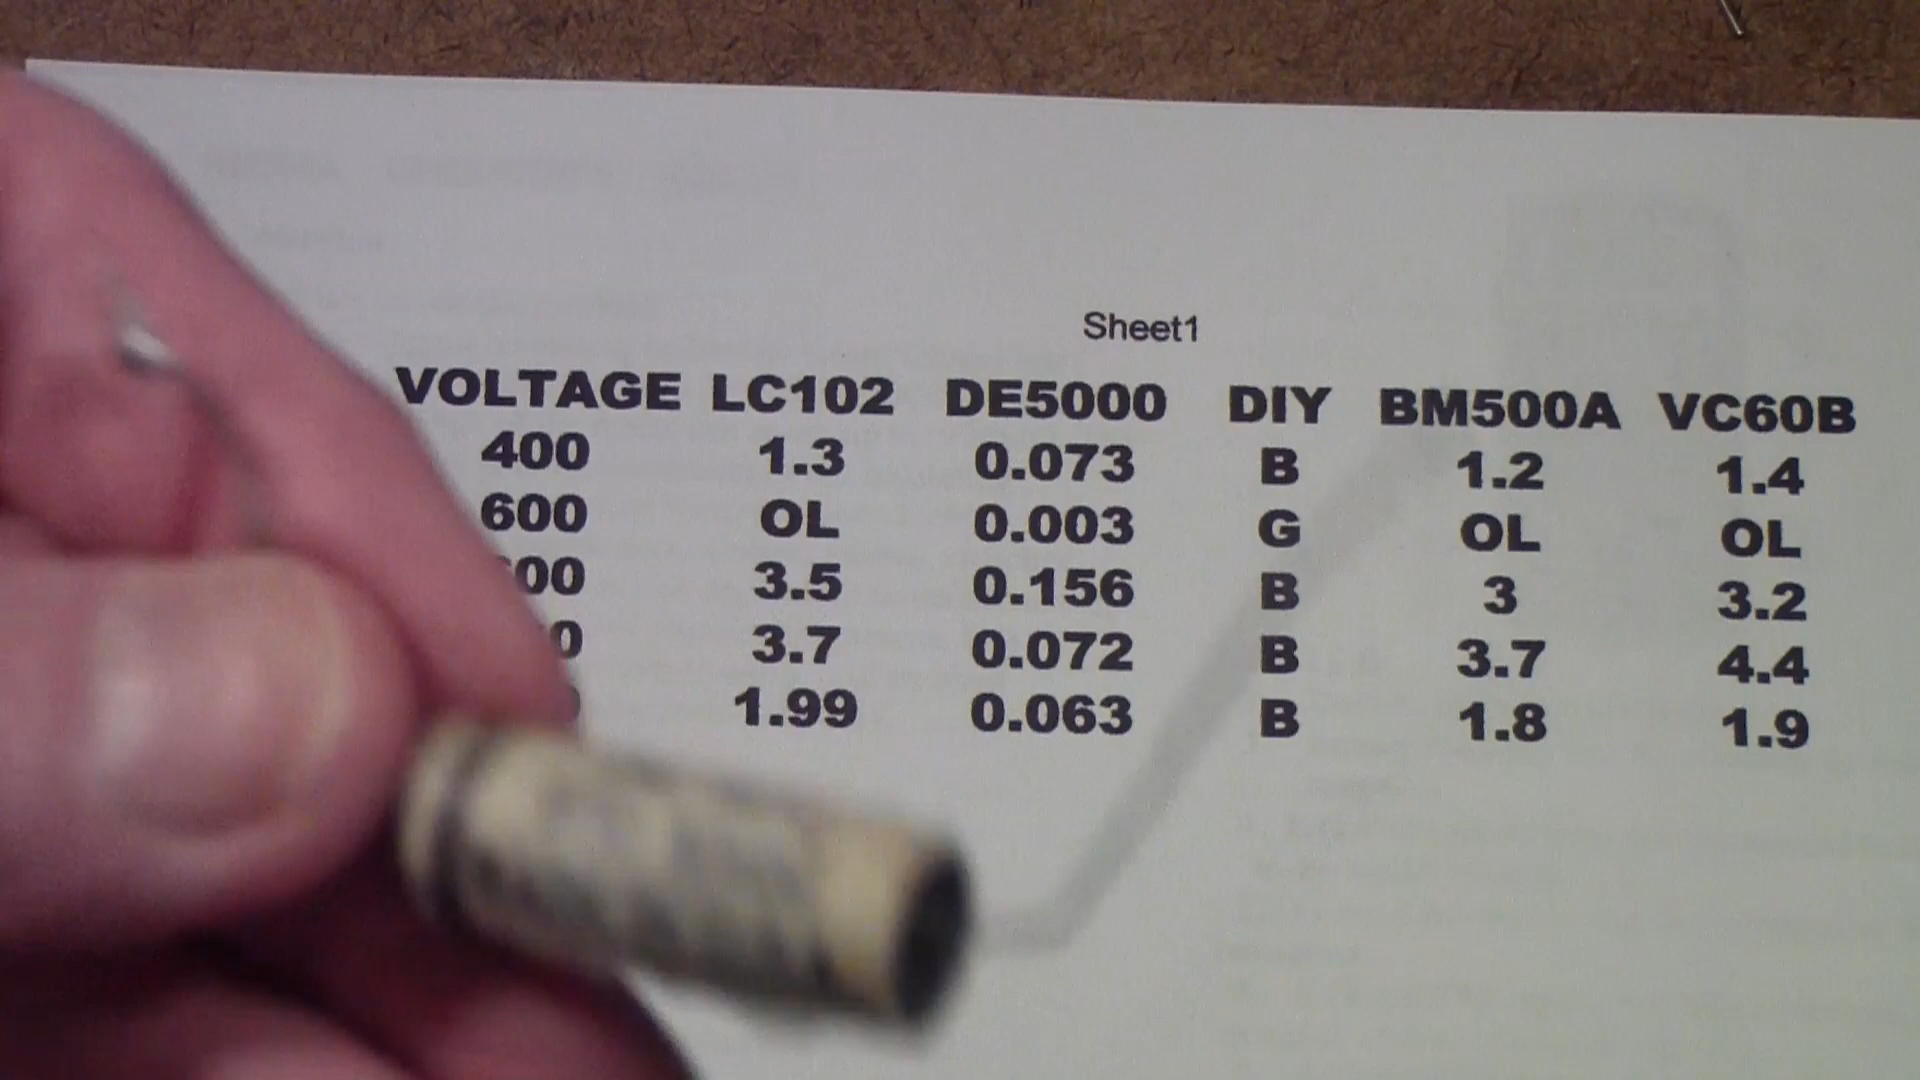 Sheet1
VOLTAGE LC102 DE5000 DIY BM500A VC60B
400 1.3 0.073 B 1.2 1.4
600 OL 0.003 G OL OL
3.5 0.156 B 3 3.2
3.7 0.072 B 3.7 4.4
1.99 0.063 B 1.8 1.9